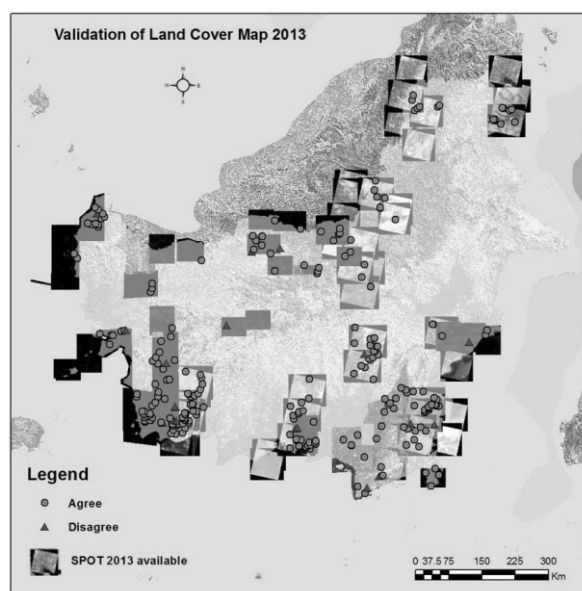 Validation of Land Cover Map 2013
N
E
S
Legend
Agree
Disagree
SPOT 2013 available
0 37.5 75 150 225 300
Km